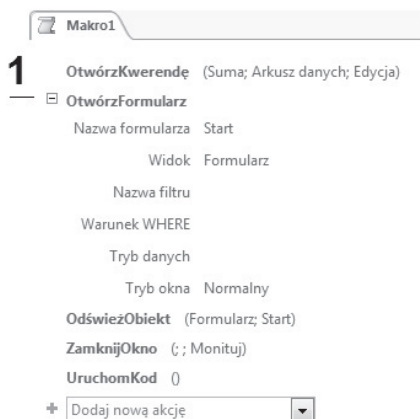 Makro1
1
OtwórzKwerendę (Suma; Arkusz danych; Edycja)
OtwórzFormularz
Nazwa formularza Start
Widok Formularz
Nazwa filtru
Warunek WHERE
Tryb danych
Tryb okna Normalny
OdświeżObiekt (Formularz; Start)
ZamknijOkno (; ; Monituj)
UruchomKod ()
Dodaj nową akcję